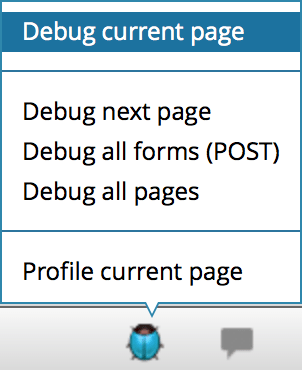 Debug current page
Debug next page
Debug all forms (POST)
Debug all pages
Profile current page